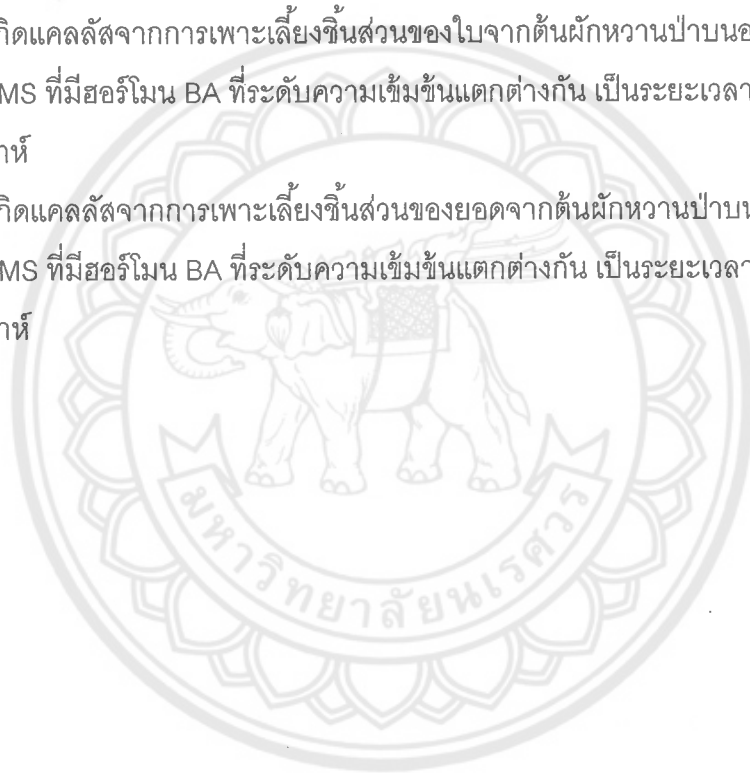 กิดแคลลัสจากการเพาะเลี้ยงชิ้นส่วนของใบจากต้นผักหวานป่าบนอ
MS ที่มีฮอร์โมน BA ที่ระดับความเข้มข้นแตกต่างกัน เป็นระยะเวลา
าห์
กิดแคลลัสจากการเพาะเลี้ยงชิ้นส่วนของยอดจากต้นผักหวานป่าบน
MS ที่มีฮอร์โมน BA ที่ระดับความเข้มข้นแตกต่างกัน เป็นระยะเวลา
าห์
มหาวิทยาลัยนเรศวร